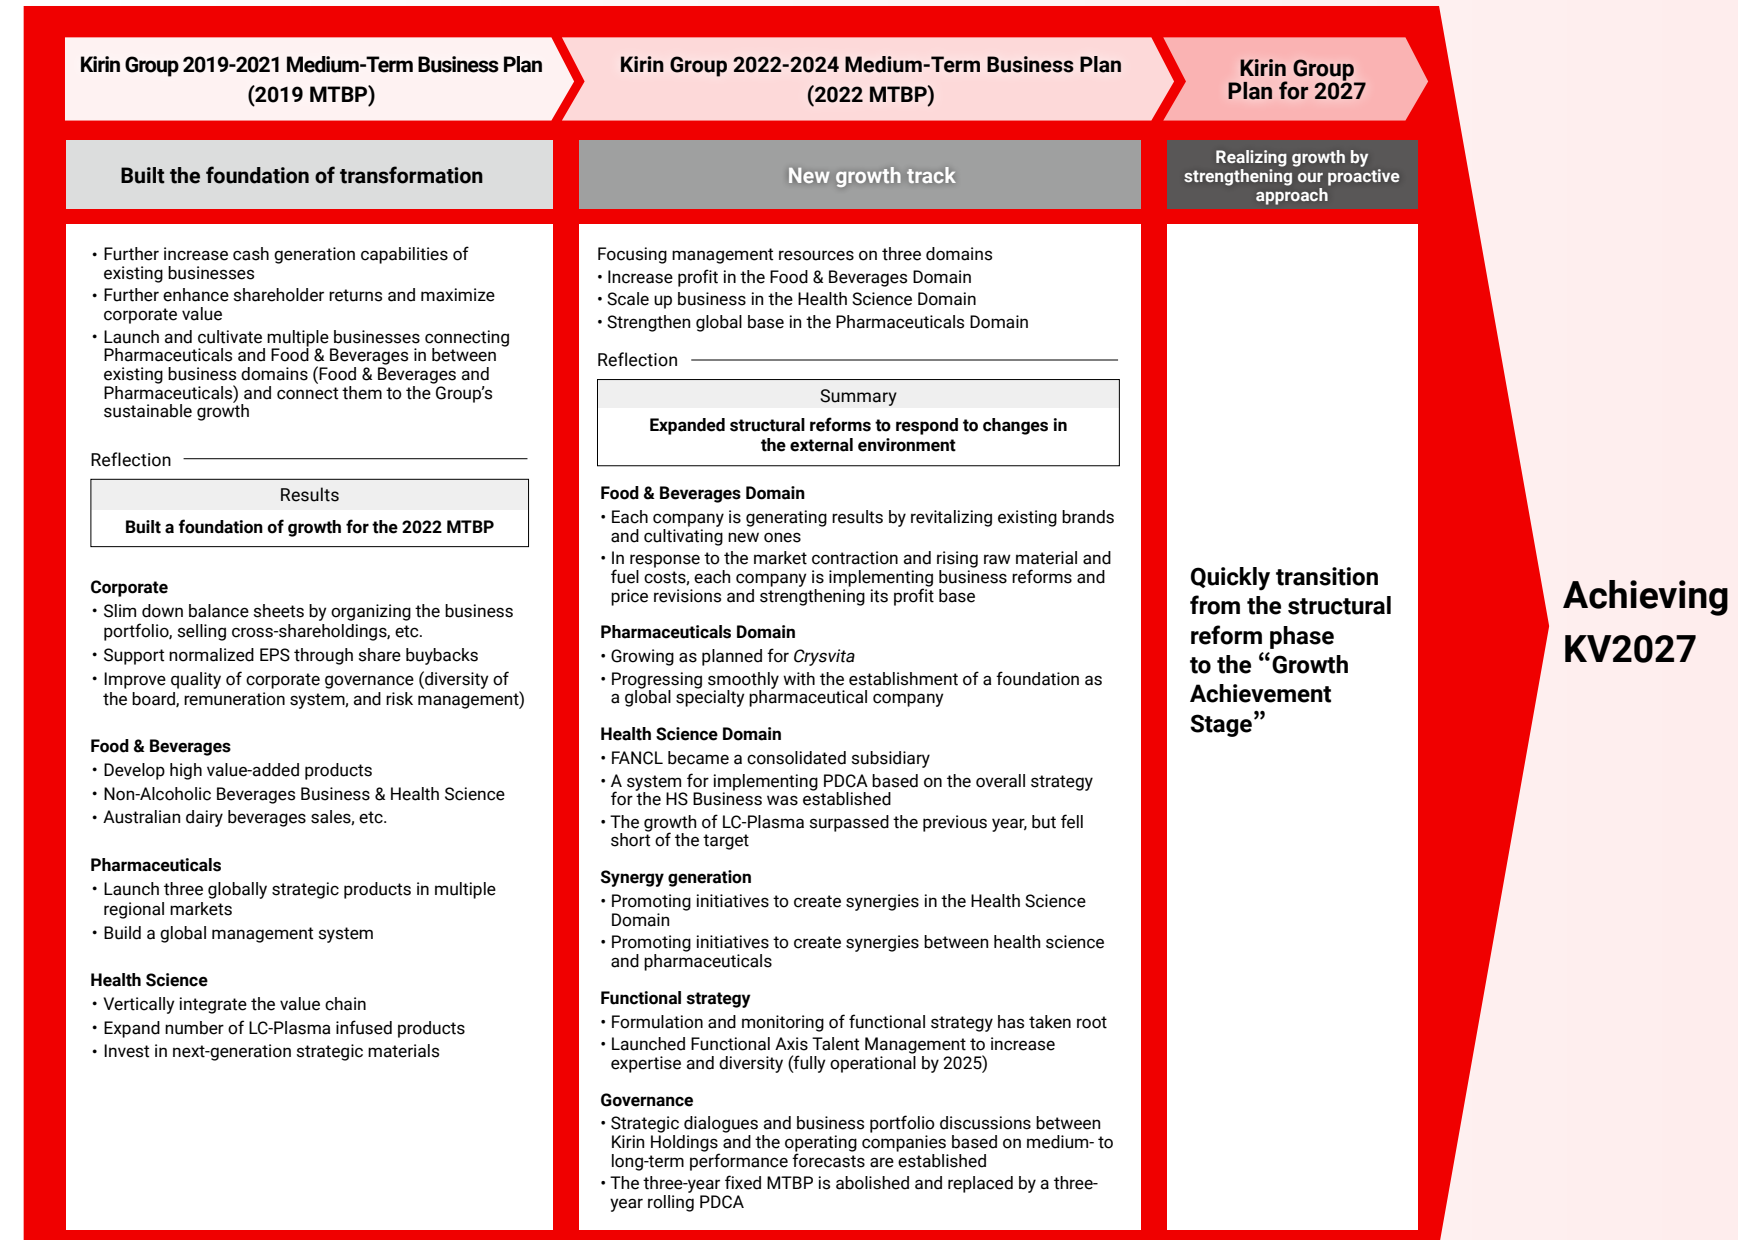 Kirin Group 2019-2021 Medium-Term Business Plan
(2019 MTBP)
Kirin Group 2022-2024 Medium-Term Business Plan
(2022 MTBP)
Kirin Group
Plan for 2027
Built the foundation of transformation
New growth track
Realizing growth by
strengthening our proactive
approach
・Further increase cash generation capabilities of
existing businesses
・Further enhance shareholder returns and maximize
corporate value
・Launch and cultivate multiple businesses connecting
Pharmaceuticals and Food & Beverages in between
existing business domains (Food & Beverages and
Pharmaceuticals) and connect them to the Group’s
sustainable growth
Reflection
Results
Built a foundation of growth for the 2022 MTBP
Corporate
・Slim down balance sheets by organizing the business
portfolio, selling cross-shareholdings, etc.
・Support normalized EPS through share buybacks
・Improve quality of corporate governance (diversity of
the board, remuneration system, and risk management)
Food & Beverages
・Develop high value-added products
・Non-Alcoholic Beverages Business & Health Science
・Australian dairy beverages sales, etc.
Pharmaceuticals
・Launch three globally strategic products in multiple
regional markets
・Build a global management system
Health Science
・Vertically integrate the value chain
・Expand number of LC-Plasma infused products
・Invest in next-generation strategic materials
Focusing management resources on three domains
・Increase profit in the Food & Beverages Domain
・Scale up business in the Health Science Domain
・Strengthen global base in the Pharmaceuticals Domain
Reflection
Summary
Expanded structural reforms to respond to changes in
the external environment
Food & Beverages Domain
・Each company is generating results by revitalizing existing brands
and cultivating new ones
・In response to the market contraction and rising raw material and
fuel costs, each company is implementing business reforms and
price revisions and strengthening its profit base
Pharmaceuticals Domain
・Growing as planned for Crysvita
・Progressing smoothly with the establishment of a foundation as
a global specialty pharmaceutical company
Health Science Domain
・FANCL became a consolidated subsidiary
・A system for implementing PDCA based on the overall strategy
for the HS Business was established
・The growth of LC-Plasma surpassed the previous year, but fell
short of the target
Synergy generation
・Promoting initiatives to create synergies in the Health Science
Domain
・Promoting initiatives to create synergies between health science
and pharmaceuticals
Functional strategy
・Formulation and monitoring of functional strategy has taken root
・Launched Functional Axis Talent Management to increase
expertise and diversity (fully operational by 2025)
Governance
・Strategic dialogues and business portfolio discussions between
Kirin Holdings and the operating companies based on medium- to
long-term performance forecasts are established
・The three-year fixed MTBP is abolished and replaced by a three-
year rolling PDCA
Quickly transition
from the structural
reform phase
to the “Growth
Achievement
Stage”
Achieving
KV2027